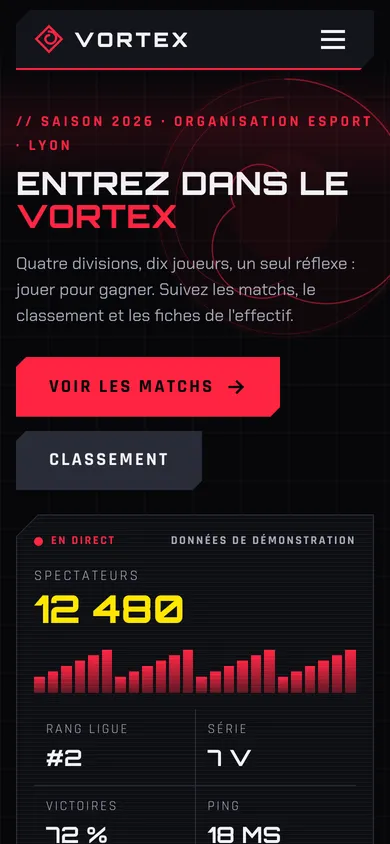 VORTEX
// SAISON 2026 · ORGANISATION ESPORT
· LYON
ENTREZ DANS LE
VORTEX
Quatre divisions, dix joueurs, un seul réflexe :
jouer pour gagner. Suivez les matchs, le
classement et les fiches de l'effectif.
VOIR LES MATCHS →
CLASSEMENT
EN DIRECT
DONNÉES DE DÉMONSTRATION
SPECTATEURS
12 480
RANG LIGUE
SÉRIE
#2
7 V
VICTOIRES
PING
72 %
18 MS